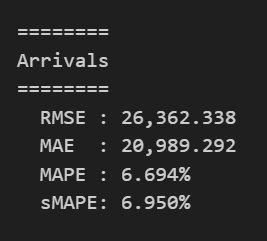 ========
Arrivals
========
RMSE : 26,362.338
MAE  : 20,989.292
MAPE : 6.694%
sMAPE: 6.950%